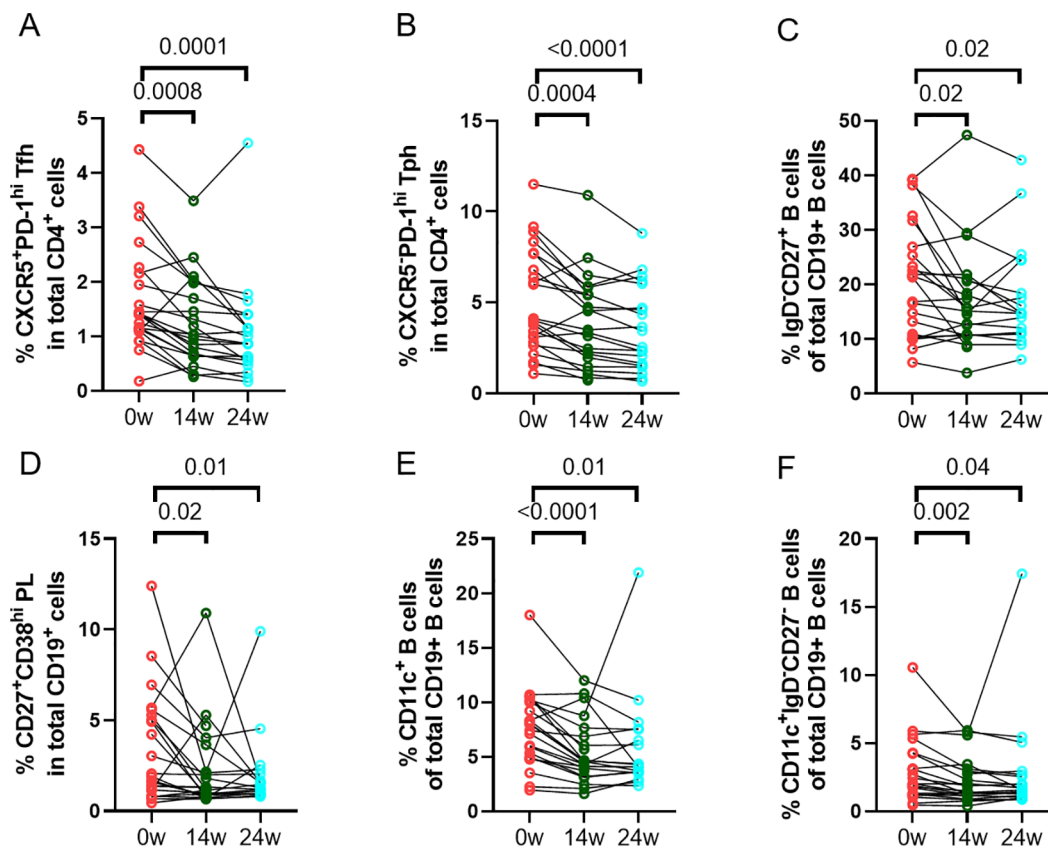 A
0.0001
0.0008
% CXCR5⁺PD-1ʰⁱ Tfh
in total CD4⁺ cells
5
4
3
2
1
0
0w 14w 24w
B
<0.0001
0.0004
% CXCR5⁻PD-1ʰⁱ Tph
in total CD4⁺ cells
15
10
5
0
0w 14w 24w
C
0.02
0.02
% IgD⁻CD27⁺ B cells
of total CD19+ B cells
50
40
30
20
10
0
0w 14w 24w
D
0.01
0.02
% CD27⁺CD38ʰⁱ PL
in total CD19⁺ cells
15
10
5
0
0w 14w 24w
E
0.01
<0.0001
% CD11c⁺ B cells
of total CD19+ B cells
25
20
15
10
5
0
0w 14w 24w
F
0.04
0.002
% CD11c⁺IgD⁻CD27⁻ B cells
of total CD19+ B cells
20
15
10
5
0
0w 14w 24w